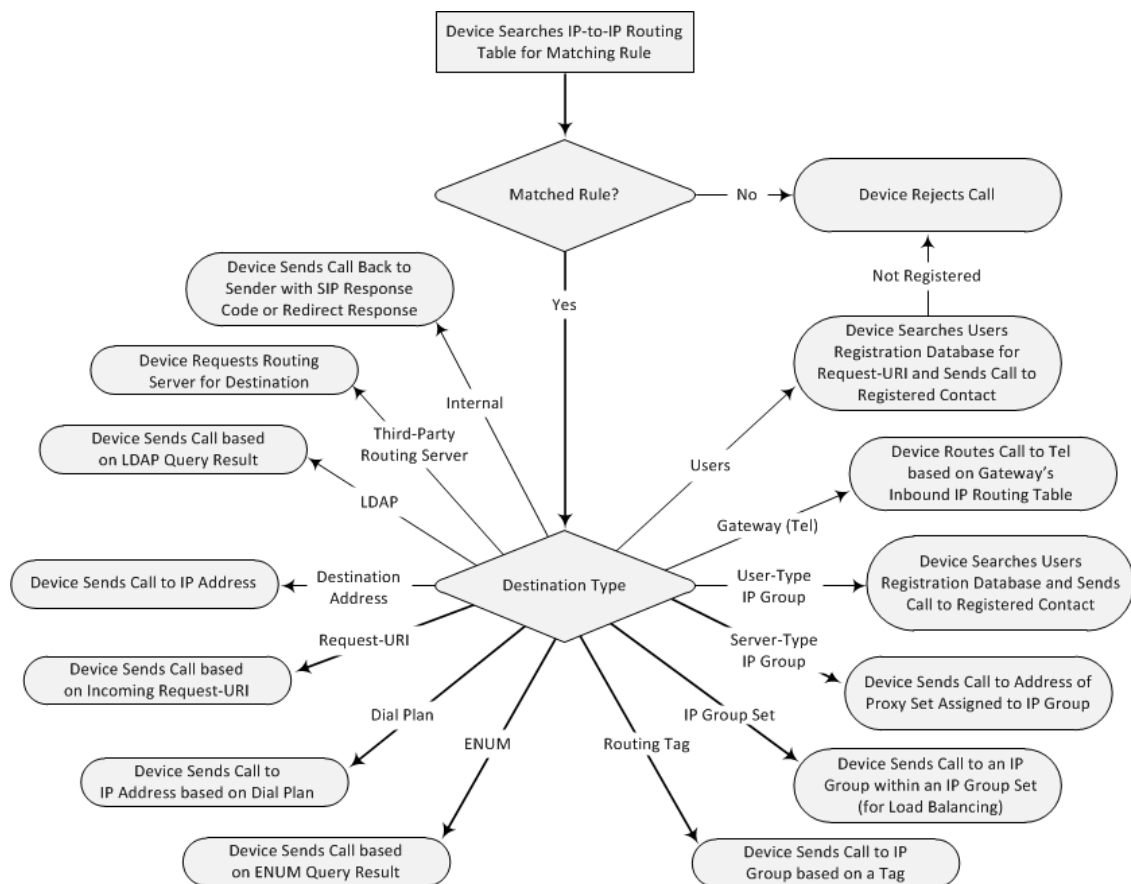 Device Searches IP-to-IP Routing
Table for Matching Rule
Matched Rule?
No
Device Rejects Call
Not Registered
Yes
Device Sends Call Back to
Sender with SIP Response
Code or Redirect Response
Device Searches Users
Registration Database for
Request-URI and Sends Call to
Registered Contact
Device Requests Routing
Server for Destination
Internal
Third-Party
Routing Server
Users
Device Sends Call based
on LDAP Query Result
LDAP
Device Routes Call to Tel
based on Gateway's
Inbound IP Routing Table
Gateway (Tel)
Device Sends Call to IP Address
Destination
Address
Destination Type
User-Type
IP Group
Device Searches Users
Registration Database and Sends
Call to Registered Contact
Request-URI
Server-Type
IP Group
Device Sends Call based
on Incoming Request-URI
Device Sends Call to Address of
Proxy Set Assigned to IP Group
Dial Plan
ENUM
Routing Tag
IP Group Set
Device Sends Call to
IP Address based on Dial Plan
Device Sends Call to an IP
Group within an IP Group Set
(for Load Balancing)
Device Sends Call based
on ENUM Query Result
Device Sends Call to IP
Group based on a Tag